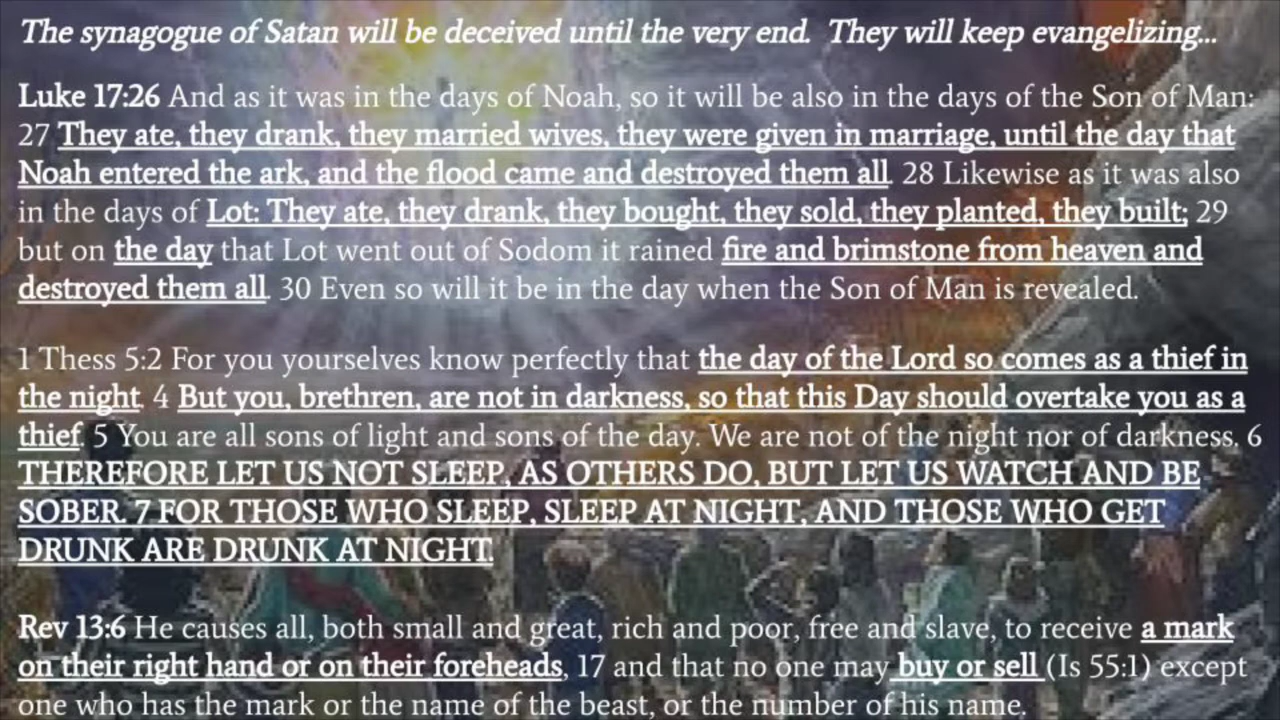 The synagogue of Satan will be deceived until the very end.  They will keep evangelizing...
Luke 17:26 And as it was in the days of Noah, so it will be also in the days of the Son of Man:
27 They ate, they drank, they married wives, they were given in marriage, until the day that
Noah entered the ark, and the flood came and destroyed them all. 28 Likewise as it was also
in the days of Lot: They ate, they drank, they bought, they sold, they planted, they built; 29
but on the day that Lot went out of Sodom it rained fire and brimstone from heaven and
destroyed them all. 30 Even so will it be in the day when the Son of Man is revealed.
1 Thess 5:2 For you yourselves know perfectly that the day of the Lord so comes as a thief in
the night. 4 But you, brethren, are not in darkness, so that this Day should overtake you as a
thief. 5 You are all sons of light and sons of the day. We are not of the night nor of darkness. 6
THEREFORE LET US NOT SLEEP, AS OTHERS DO, BUT LET US WATCH AND BE
SOBER. 7 FOR THOSE WHO SLEEP, SLEEP AT NIGHT, AND THOSE WHO GET
DRUNK ARE DRUNK AT NIGHT.
Rev 13:6 He causes all, both small and great, rich and poor, free and slave, to receive a mark
on their right hand or on their foreheads, 17 and that no one may buy or sell (Is 55:1) except
one who has the mark or the name of the beast, or the number of his name.